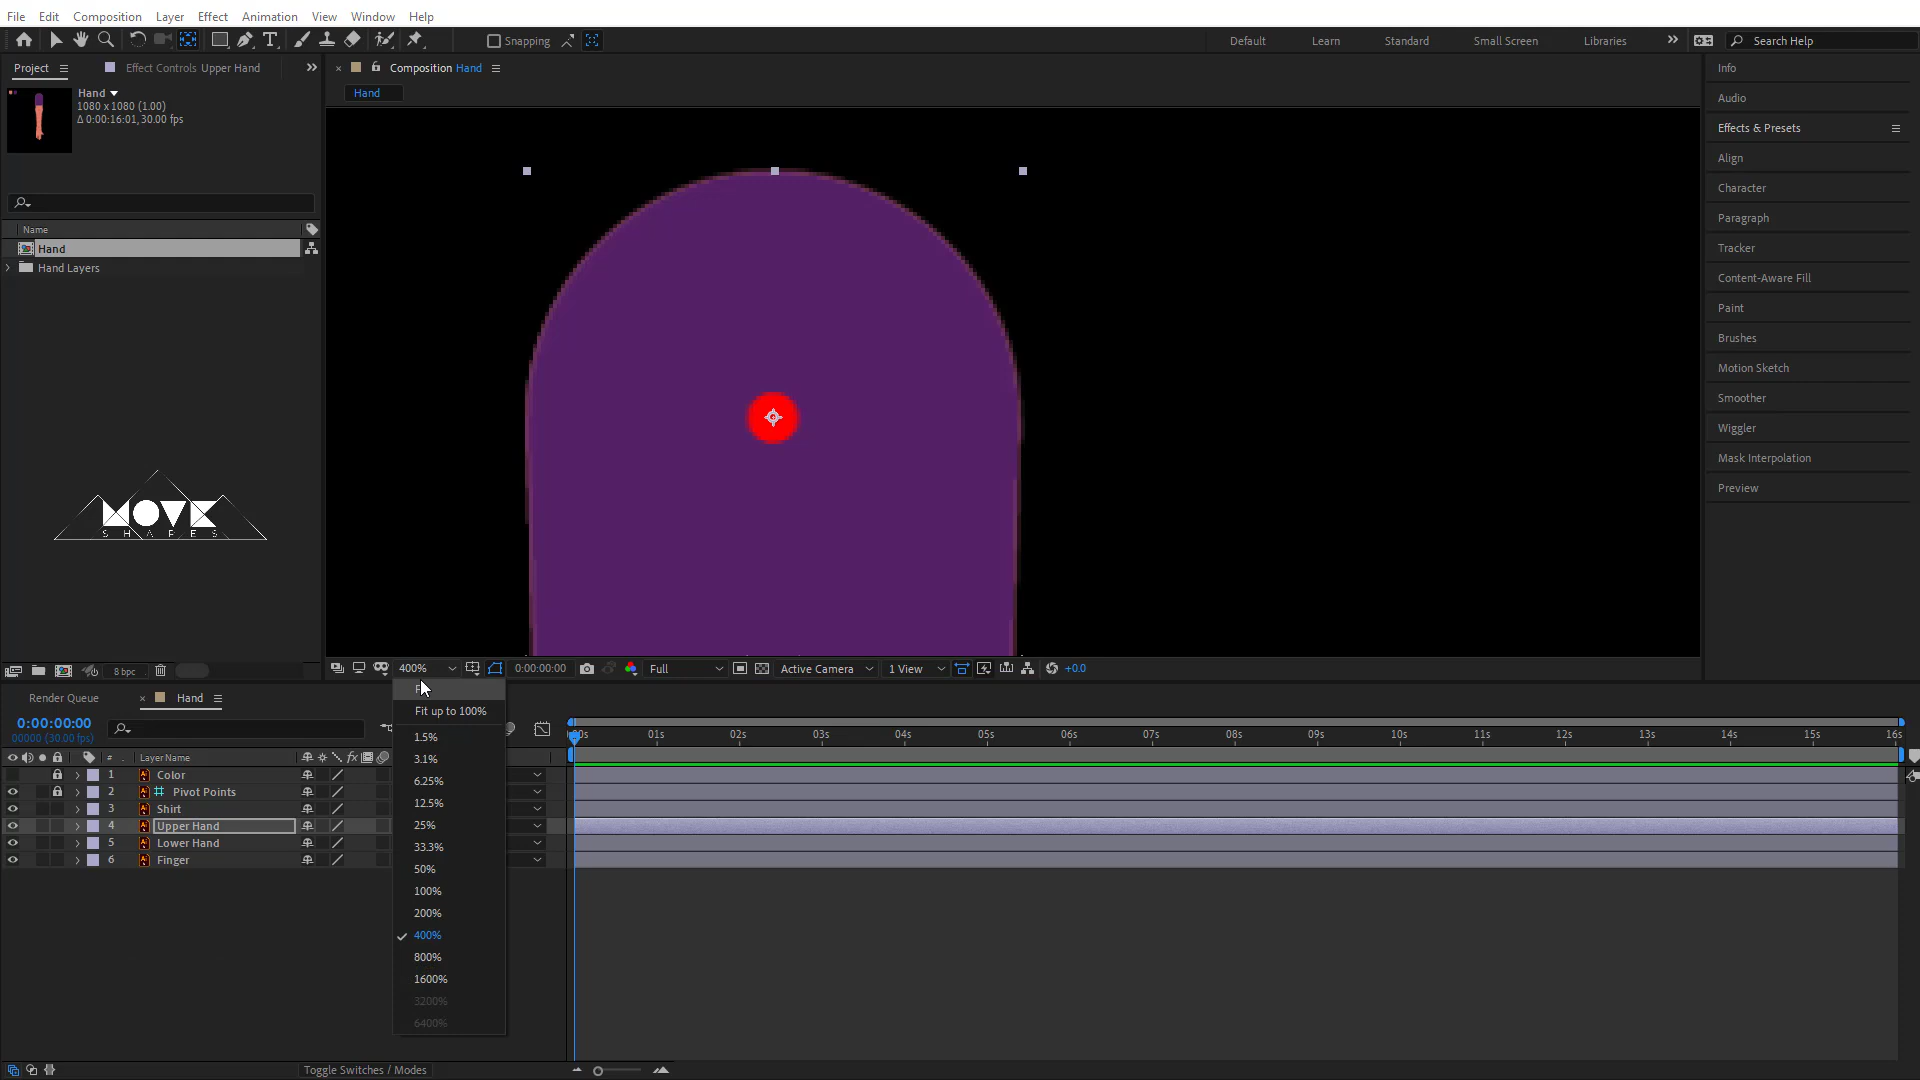 File Edit Composition Layer Effect Animation View Window Help
Snapping
Default Learn Standard Small Screen Libraries Search Help
Project Effect Controls Upper Hand Composition Hand
Hand
1080 x 1080 (1.00)
Δ 0:00:16:01, 30.00 fps
Hand
Info
Audio
Effects & Presets
Align
Character
Paragraph
Tracker
Content-Aware Fill
Paint
Brushes
Motion Sketch
Smoother
Wiggler
Mask Interpolation
Preview
Name
Hand
Hand Layers
MOVE
SHAPES
8 bpc
400% 0:00:00:00 Full Active Camera 1 View +0.0
Fit up to 100%
1.5%
3.1%
6.25%
12.5%
25%
33.3%
50%
100%
200%
400%
800%
1600%
3200%
6400%
Render Queue Hand
0:00:00:00
00000 (30.00 fps)
01s 02s 03s 04s 05s 06s 07s 08s 09s 10s 11s 12s 13s 14s 15s 16s
# Layer Name
1 Color
2 Pivot Points
3 Shirt
4 Upper Hand
5 Lower Hand
6 Finger
Toggle Switches / Modes